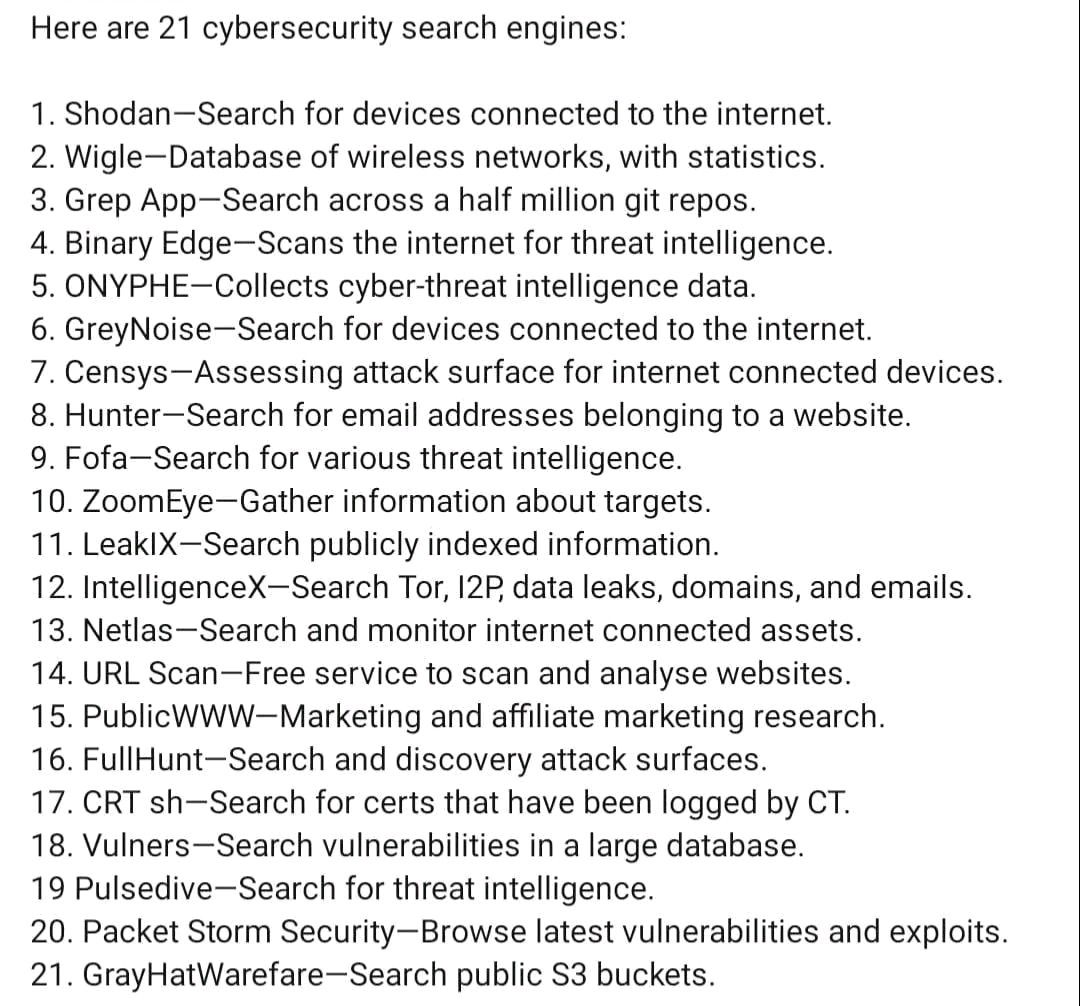 Here are 21 cybersecurity search engines:
1. Shodan—Search for devices connected to the internet.
2. Wigle—Database of wireless networks, with statistics.
3. Grep App—Search across a half million git repos.
4. Binary Edge—Scans the internet for threat intelligence.
5. ONYPHE—Collects cyber-threat intelligence data.
6. GreyNoise—Search for devices connected to the internet.
7. Censys—Assessing attack surface for internet connected devices.
8. Hunter—Search for email addresses belonging to a website.
9. Fofa—Search for various threat intelligence.
10. ZoomEye—Gather information about targets.
11. LeakIX—Search publicly indexed information.
12. IntelligenceX—Search Tor, I2P, data leaks, domains, and emails.
13. Netlas—Search and monitor internet connected assets.
14. URL Scan—Free service to scan and analyse websites.
15. PublicWWW—Marketing and affiliate marketing research.
16. FullHunt—Search and discovery attack surfaces.
17. CRT sh—Search for certs that have been logged by CT.
18. Vulners—Search vulnerabilities in a large database.
19 Pulsedive—Search for threat intelligence.
20. Packet Storm Security—Browse latest vulnerabilities and exploits.
21. GrayHatWarefare—Search public S3 buckets.